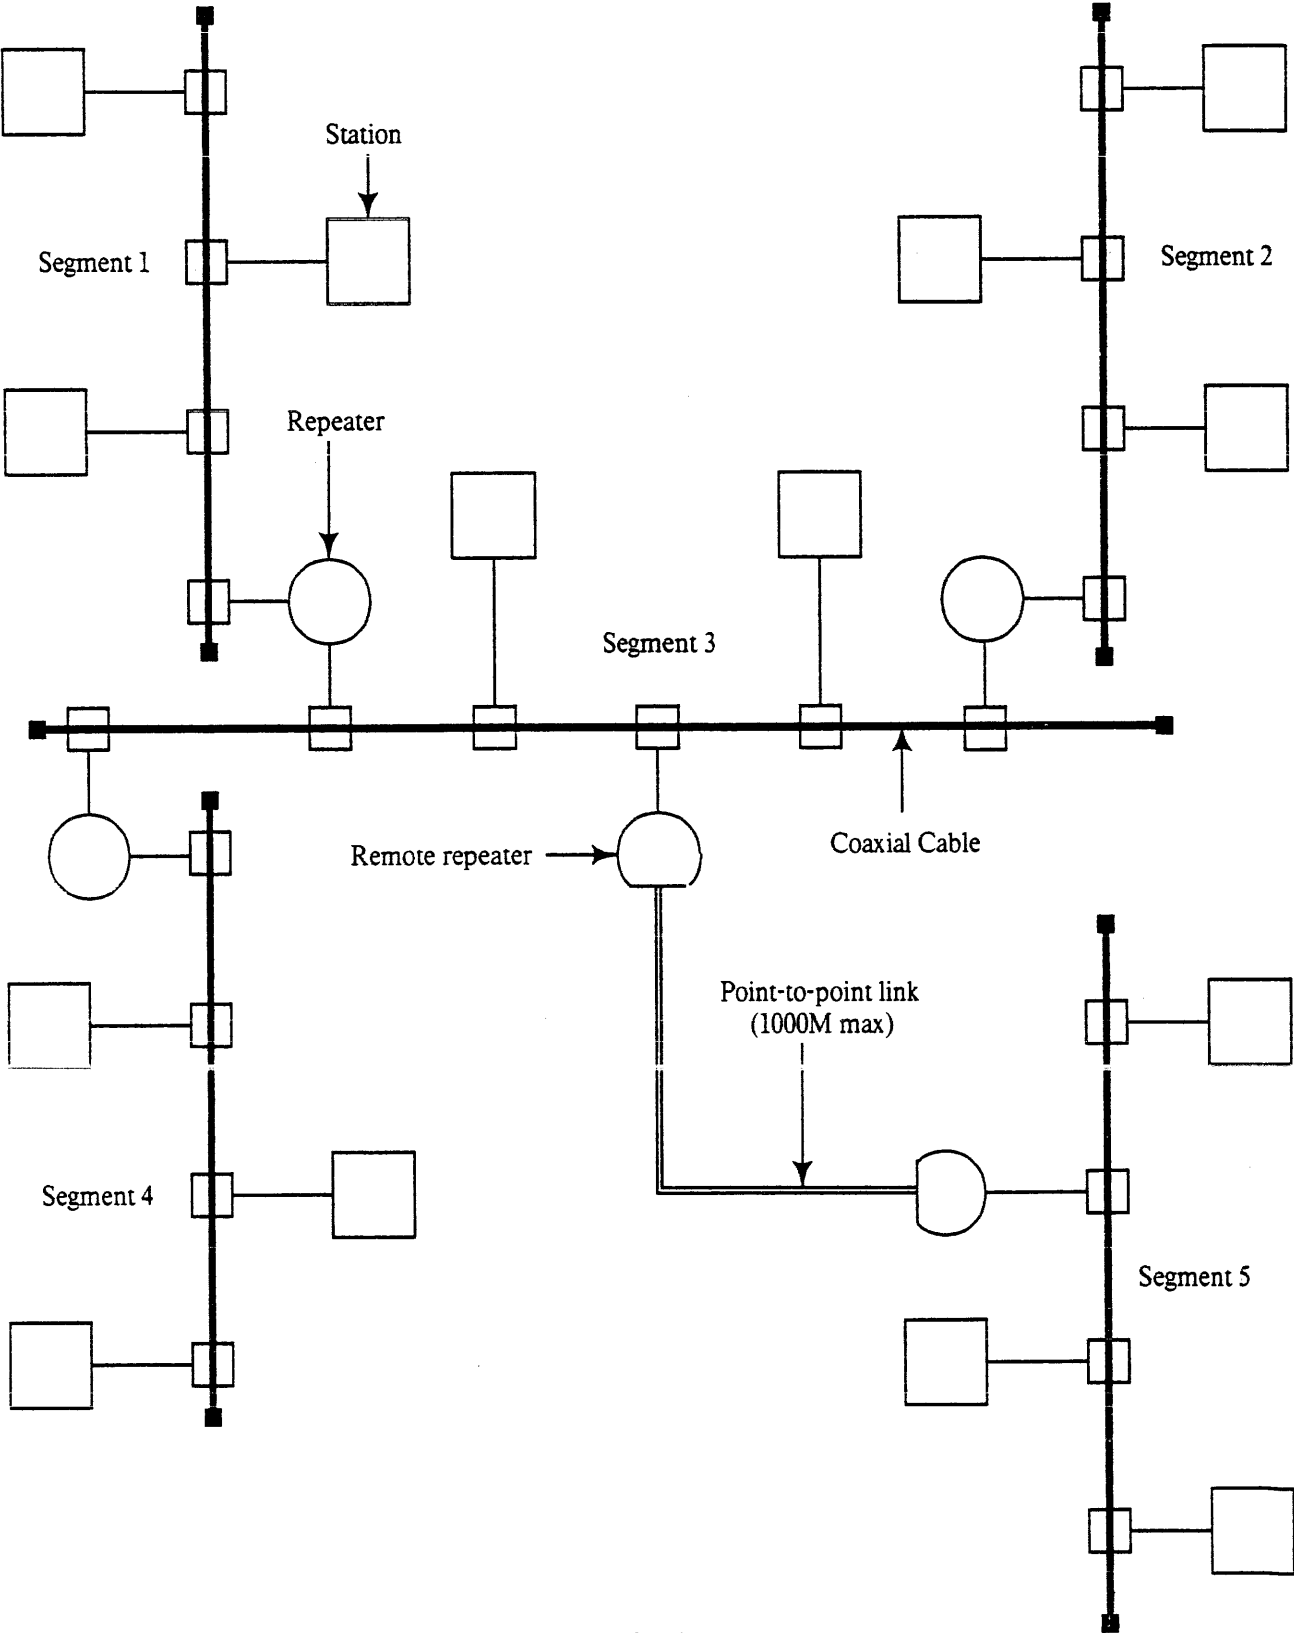 Station
Segment 1
Segment 2
Repeater
Segment 3
Remote repeater
Coaxial Cable
Point-to-point link
(1000M max)
Segment 4
Segment 5